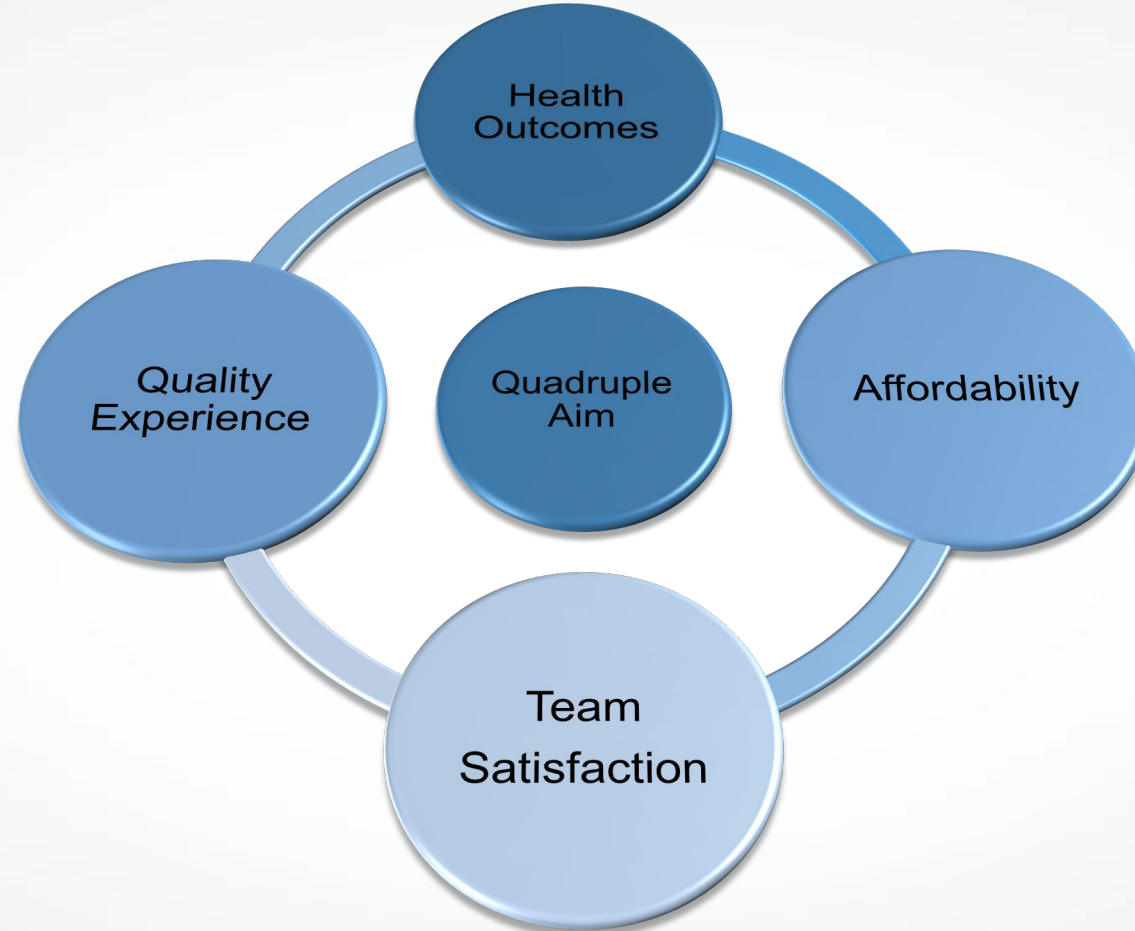 Health
Outcomes
Quality
Experience
Quadruple
Aim
Affordability
Team
Satisfaction